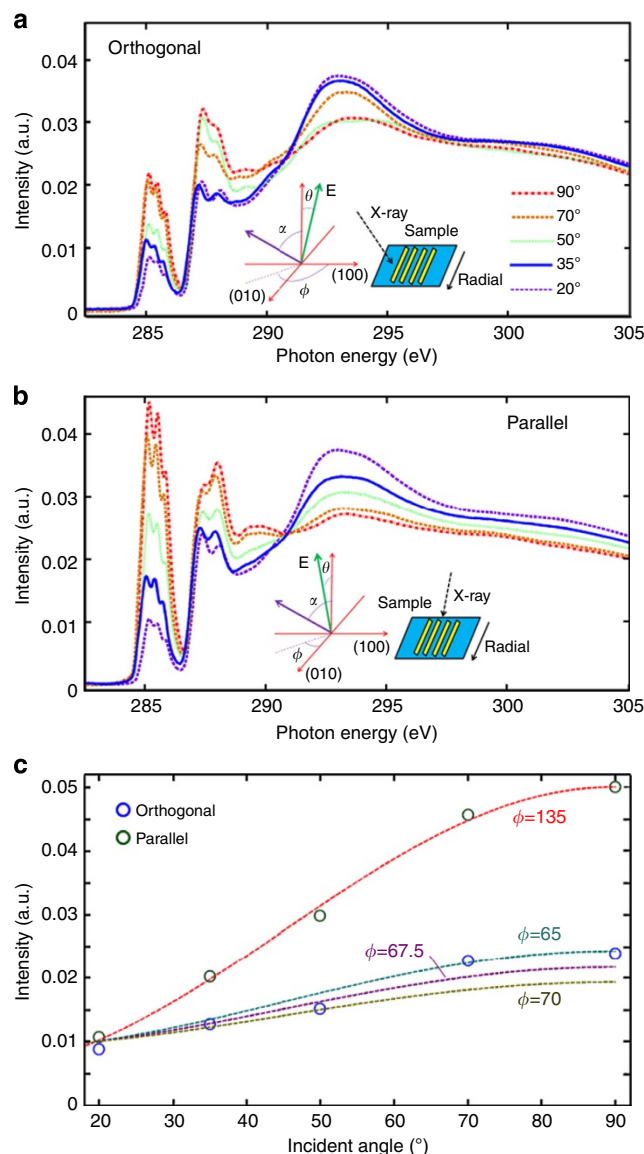 a
Orthogonal
Intensity (a.u.)
0.04
0.03
0.02
0.01
0
285
290
295
300
305
Photon energy (eV)
θ
E
α
(100)
(010)
ϕ
X-ray
Sample
Radial
90°
70°
50°
35°
20°
b
Parallel
Intensity (a.u.)
0.04
0.03
0.02
0.01
0
285
290
295
300
305
Photon energy (eV)
E
θ
α
ϕ
(100)
(010)
Sample
X-ray
Radial
c
Intensity (a.u.)
0.05
0.04
0.03
0.02
0.01
0
20
30
40
50
60
70
80
90
Incident angle (°)
Orthogonal
Parallel
ϕ=135
ϕ=65
ϕ=67.5
ϕ=70